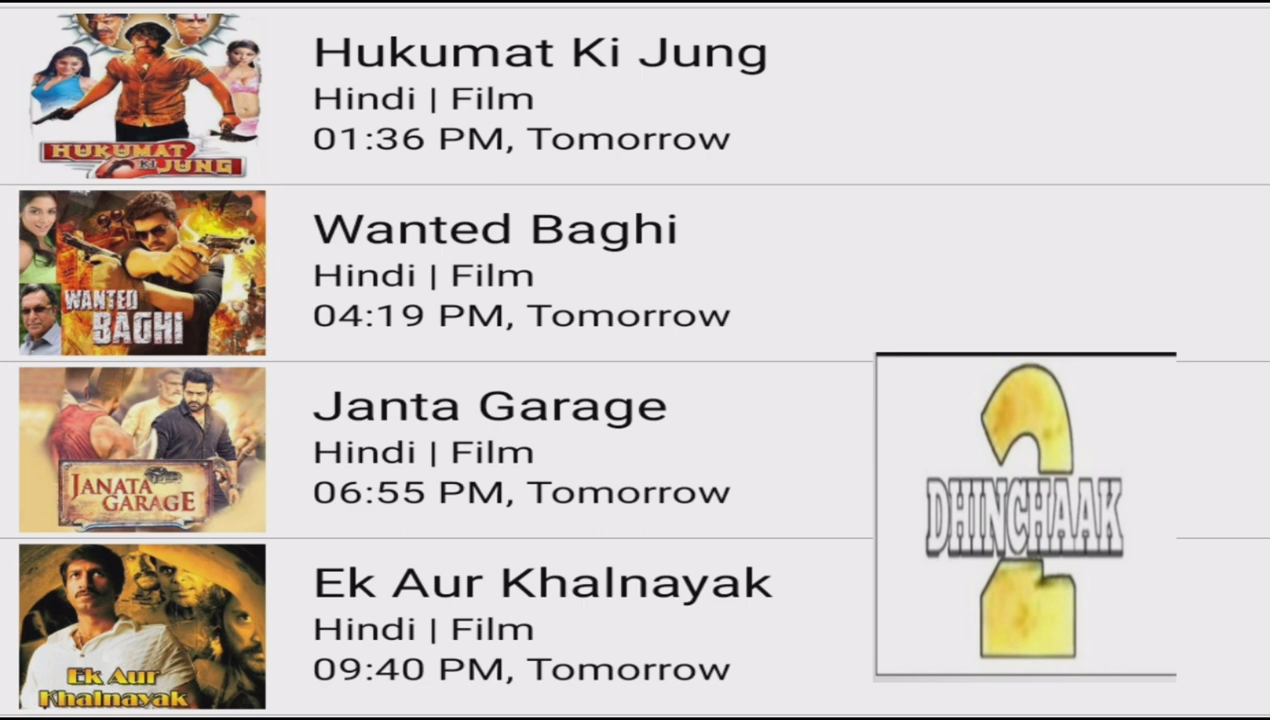 HUKUMAT
KI JUNG
Hukumat Ki Jung
Hindi | Film
01:36 PM, Tomorrow
WANTED
BAGHI
Wanted Baghi
Hindi | Film
04:19 PM, Tomorrow
JANATA
GARAGE
Janta Garage
Hindi | Film
06:55 PM, Tomorrow
Ek Aur
Khalnayak
Ek Aur Khalnayak
Hindi | Film
09:40 PM, Tomorrow
2
DHINCHAAK